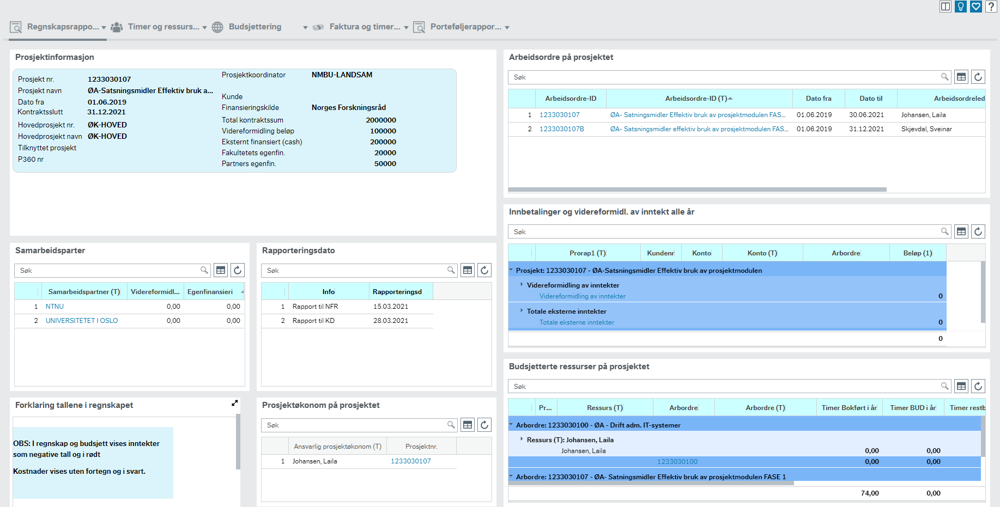 Regnskapsrappo...
Timer og ressurs...
Budsjettering
Faktura og timer...
Porteføljerappor...
Prosjektinformasjon
Prosjekt nr. 1233030107
Prosjekt navn ØA-Satsningsmidler Effektiv bruk a...
Dato fra 01.06.2019
Kontraktsslutt 31.12.2021
Hovedprosjekt nr. ØK-HOVED
Hovedprosjekt navn ØK-HOVED
Tilknyttet prosjekt
P360 nr
Prosjektkoordinator NMBU-LANDSAM
Kunde
Finansieringskilde Norges Forskningsråd
Total kontraktssum 2000000
Videreformidling beløp 100000
Eksternt finansiert (cash) 200000
Fakultetets egenfin. 20000
Partners egenfin. 50000
Arbeidsordre på prosjektet
Søk
Arbeidsordre-ID Arbeidsordre-ID (T) Dato fra Dato til Arbeidsordreled
1 1233030107 ØA- Satningsmidler Effektiv bruk av prosjektmodulen FAS... 01.06.2019 30.06.2021 Johansen, Laila
2 1233030107B ØA- Satsningsmidler effektiv bruk av prosjektmodulen FAS... 01.06.2019 31.12.2021 Skjevdal, Sveinar
Innbetalinger og videreformidl. av inntekt alle år
Søk
Prorap1 (T) Kundenr Konto Konto (T) Arbordre Beløp (1)
Prosjekt: 1233030107 - ØA-Satsningsmidler Effektiv bruk av prosjektmodulen
Videreformidling av inntekter
Videreformidling av inntekter 0
Totale eksterne inntekter
Totale eksterne inntekter 0
0
Samarbeidsparter
Søk
Samarbeidspartner (T) Videreformidl... Egenfinansieri
1 NTNU 0,00 0,00
2 UNIVERSITETET I OSLO 0,00 0,00
Rapporteringsdato
Søk
Info Rapporteringsd
1 Rapport til NFR 15.03.2021
2 Rapport til KD 28.03.2021
Budsjetterte ressurser på prosjektet
Søk
Pr... Ressurs (T) Arbordre Arbordre (T) Timer Bokført i år Timer BUD i år Timer restb
Arbordre: 1233030100 - ØA - Drift adm. IT-systemer
Ressurs (T): Johansen, Laila
Johansen, Laila 0,00 0,00
1233030100 0,00 0,00
Arbordre: 1233030107 - ØA- Satningsmidler Effektiv bruk av prosjektmodulen FASE 1
74,00 0,00
Forklaring tallene i regnskapet
OBS: I regnskap og budsjett vises inntekter
som negative tall og i rødt
Kostnader vises uten fortegn og i svart.
Prosjektøkonom på prosjektet
Søk
Ansvarlig prosjektøkonom (T) Prosjektnr.
1 Johansen, Laila 1233030107